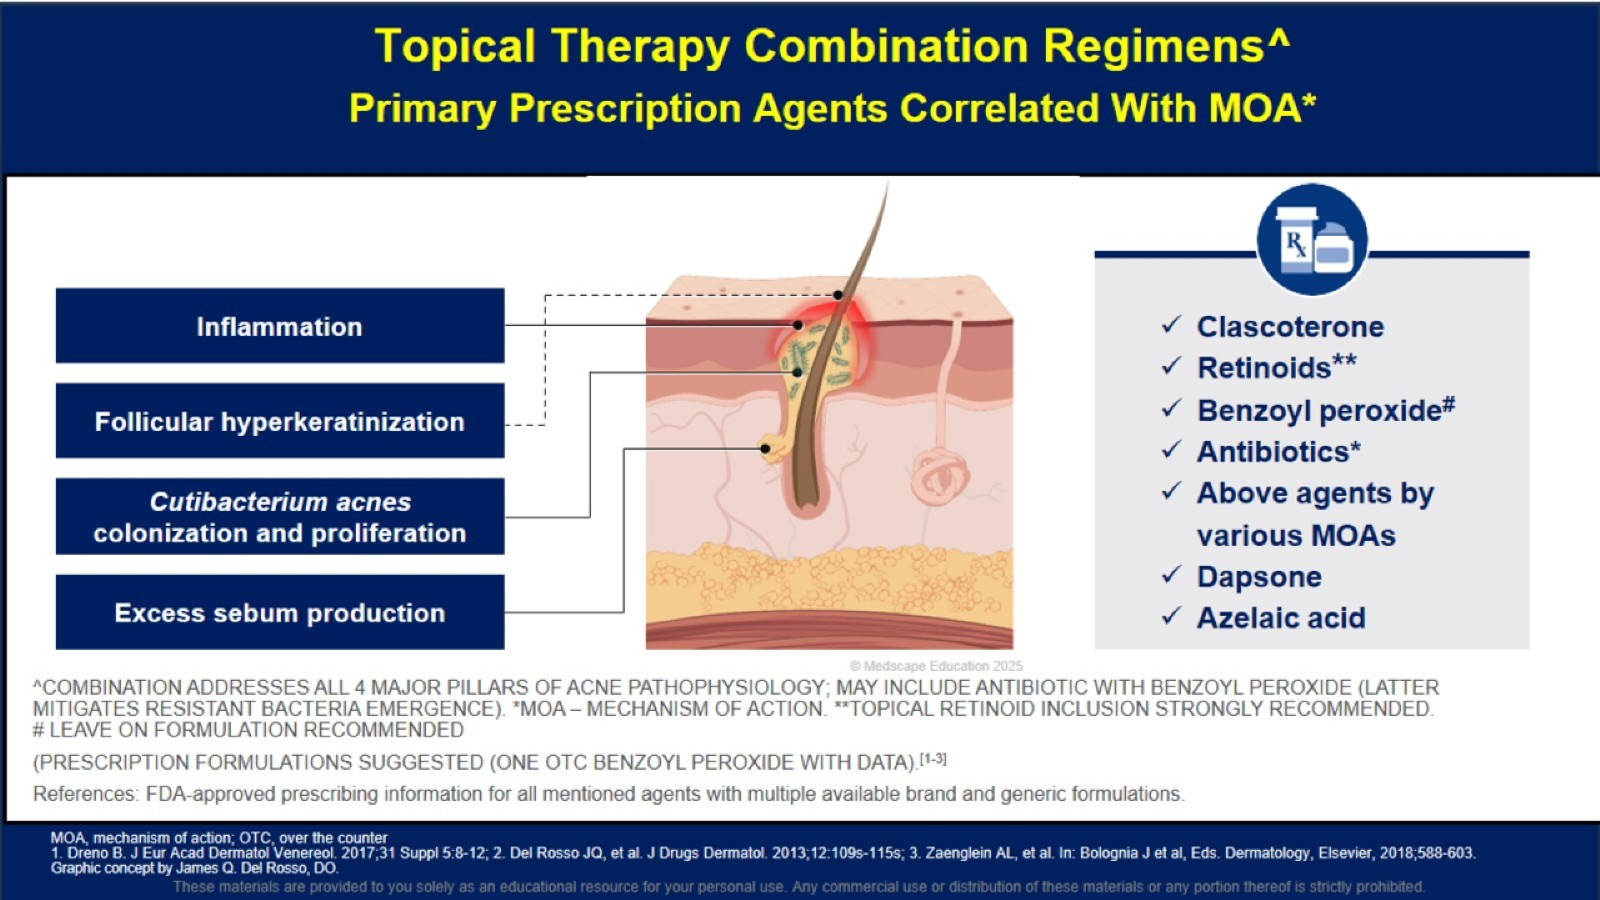 Topical Therapy Combination Regimens^
Primary Prescription Agents Correlated With MOA*
Inflammation
Follicular hyperkeratinization
Cutibacterium acnes
colonization and proliferation
Excess sebum production
Rx
✓ Clascoterone
✓ Retinoids**
✓ Benzoyl peroxide#
✓ Antibiotics*
✓ Above agents by
various MOAs
✓ Dapsone
✓ Azelaic acid
© Medscape Education 2025
^COMBINATION ADDRESSES ALL 4 MAJOR PILLARS OF ACNE PATHOPHYSIOLOGY; MAY INCLUDE ANTIBIOTIC WITH BENZOYL PEROXIDE (LATTER
MITIGATES RESISTANT BACTERIA EMERGENCE). *MOA – MECHANISM OF ACTION. **TOPICAL RETINOID INCLUSION STRONGLY RECOMMENDED.
# LEAVE ON FORMULATION RECOMMENDED
(PRESCRIPTION FORMULATIONS SUGGESTED (ONE OTC BENZOYL PEROXIDE WITH DATA).[1-3]
References: FDA-approved prescribing information for all mentioned agents with multiple available brand and generic formulations.
MOA, mechanism of action; OTC, over the counter
1. Dreno B. J Eur Acad Dermatol Venereol. 2017;31 Suppl 5:8-12; 2. Del Rosso JQ, et al. J Drugs Dermatol. 2013;12:109s-115s; 3. Zaenglein AL, et al. In: Bolognia J et al, Eds. Dermatology, Elsevier, 2018;588-603.
Graphic concept by James Q. Del Rosso, DO.
These materials are provided to you solely as an educational resource for your personal use. Any commercial use or distribution of these materials or any portion thereof is strictly prohibited.